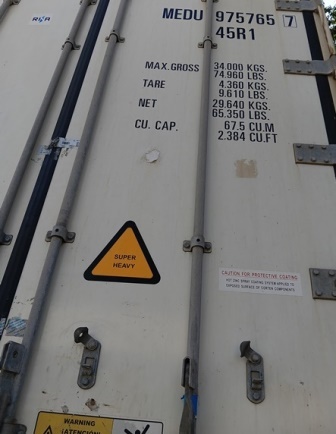 MEDU 975765 7
45R1
MAX.GROSS 34.000 KGS.
74.960 LBS.
TARE 4.360 KGS.
9.610 LBS.
NET 29.640 KGS.
65.350 LBS.
CU. CAP. 67.5 CU.M
2.384 CU.FT
SUPER
HEAVY
CAUTION FOR PROTECTIVE COATING
WARNING
¡ATENCIÓN!